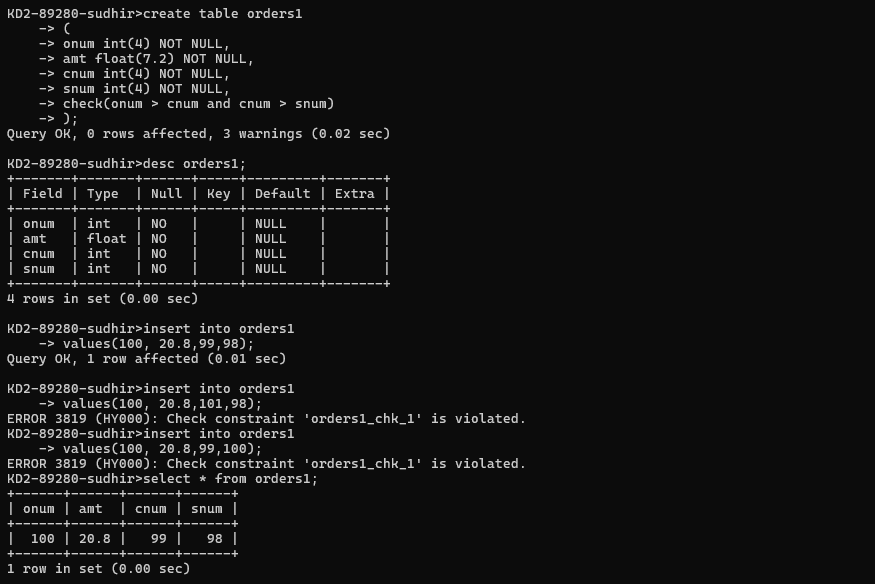 KD2-89280-sudhir>create table orders1
    -> (
    -> onum int(4) NOT NULL,
    -> amt float(7.2) NOT NULL,
    -> cnum int(4) NOT NULL,
    -> snum int(4) NOT NULL,
    -> check(onum > cnum and cnum > snum)
    -> );
Query OK, 0 rows affected, 3 warnings (0.02 sec)

KD2-89280-sudhir>desc orders1;
+-------+-------+------+-----+---------+-------+
| Field | Type  | Null | Key | Default | Extra |
+-------+-------+------+-----+---------+-------+
| onum  | int   | NO   |     | NULL    |       |
| amt   | float | NO   |     | NULL    |       |
| cnum  | int   | NO   |     | NULL    |       |
| snum  | int   | NO   |     | NULL    |       |
+-------+-------+------+-----+---------+-------+
4 rows in set (0.00 sec)

KD2-89280-sudhir>insert into orders1
    -> values(100, 20.8,99,98);
Query OK, 1 row affected (0.01 sec)

KD2-89280-sudhir>insert into orders1
    -> values(100, 20.8,101,98);
ERROR 3819 (HY000): Check constraint 'orders1_chk_1' is violated.
KD2-89280-sudhir>insert into orders1
    -> values(100, 20.8,99,100);
ERROR 3819 (HY000): Check constraint 'orders1_chk_1' is violated.
KD2-89280-sudhir>select * from orders1;
+------+------+------+------+
| onum | amt  | cnum | snum |
+------+------+------+------+
|  100 | 20.8 |   99 |   98 |
+------+------+------+------+
1 row in set (0.00 sec)